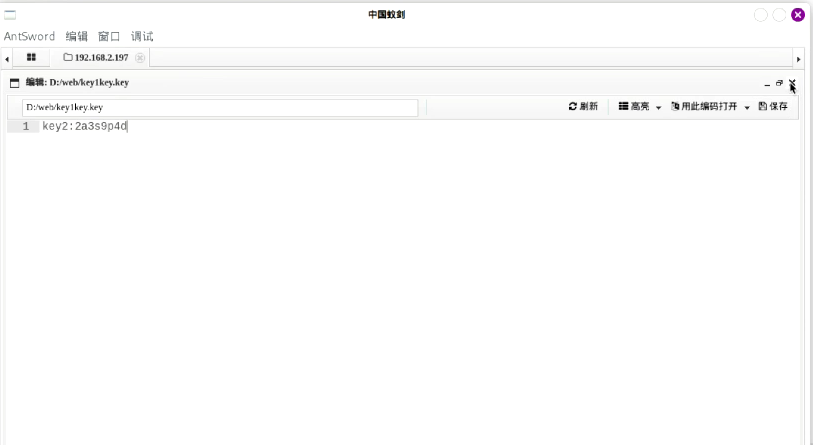 中国蚁剑
AntSword 编辑 窗口 调试
192.168.2.197
编辑: D:/web/key1key.key
D:/web/key1key.key
刷新 高亮 用此编码打开 保存
1 key2:2a3s9p4d